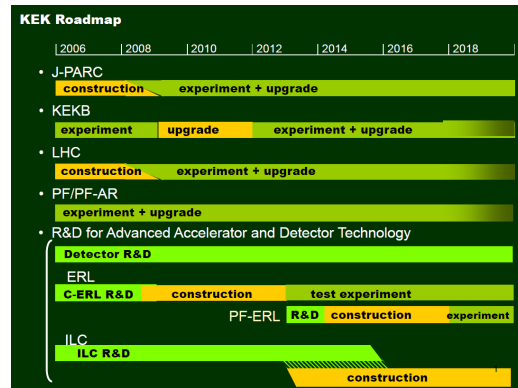 KEK Roadmap
2006 2008 2010 2012 2014 2016 2018
• J-PARC
construction experiment + upgrade
• KEKB
experiment upgrade experiment + upgrade
• LHC
construction experiment + upgrade
• PF/PF-AR
experiment + upgrade
• R&D for Advanced Accelerator and Detector Technology
Detector R&D
ERL
C-ERL R&D construction test experiment
PF-ERL R&D construction experiment
ILC
ILC R&D
construction